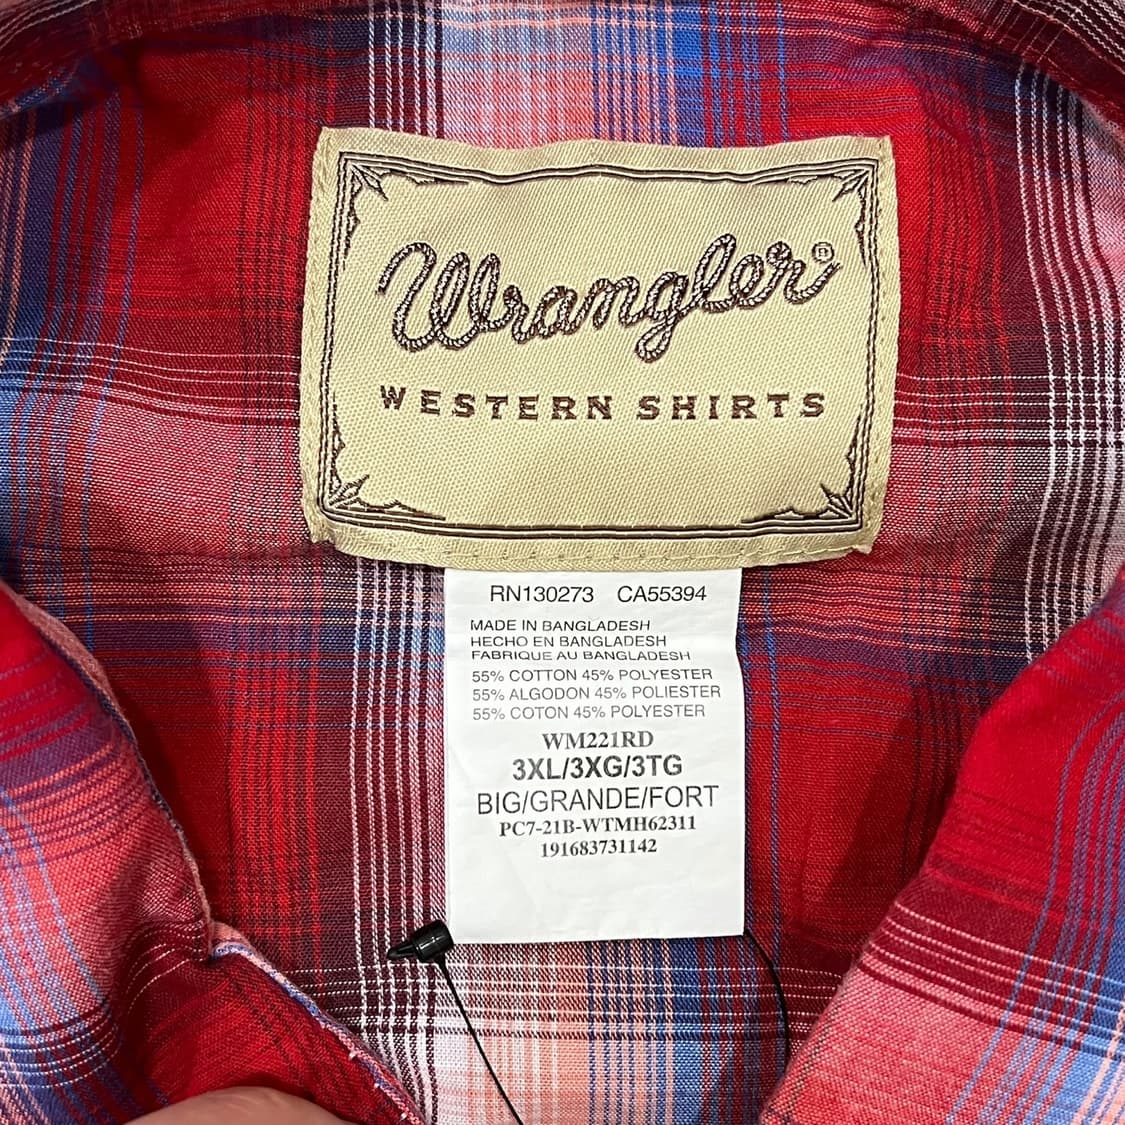 Wrangler®
WESTERN SHIRTS
RN130273 CA55394
MADE IN BANGLADESH
HECHO EN BANGLADESH
FABRIQUE AU BANGLADESH
55% COTTON 45% POLYESTER
55% ALGODON 45% POLIESTER
55% COTON 45% POLYESTER
WM221RD
3XL/3XG/3TG
BIG/GRANDE/FORT
PC7-21B-WTMH62311
191683731142